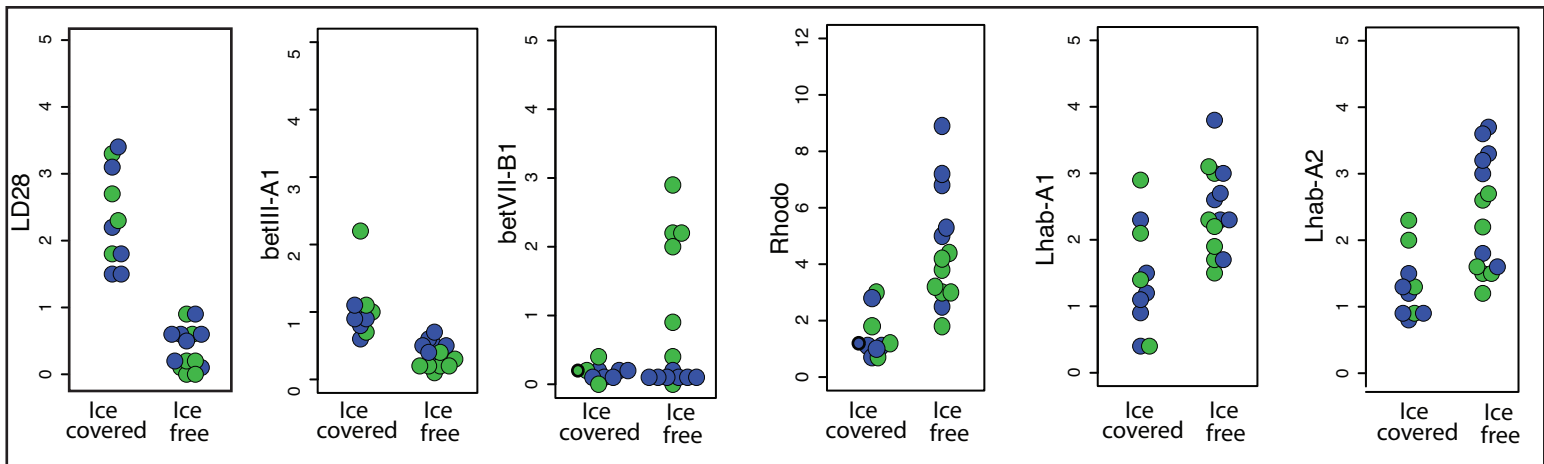 LD28
5
4
3
2
1
0
Ice
covered
Ice
free
betIII-A1
5
4
3
2
1
0
Ice
covered
Ice
free
betVII-B1
5
4
3
2
1
0
Ice
covered
Ice
free
Rhodo
12
10
8
6
4
2
0
Ice
covered
Ice
free
Lhab-A1
5
4
3
2
1
0
Ice
covered
Ice
free
Lhab-A2
5
4
3
2
1
0
Ice
covered
Ice
free